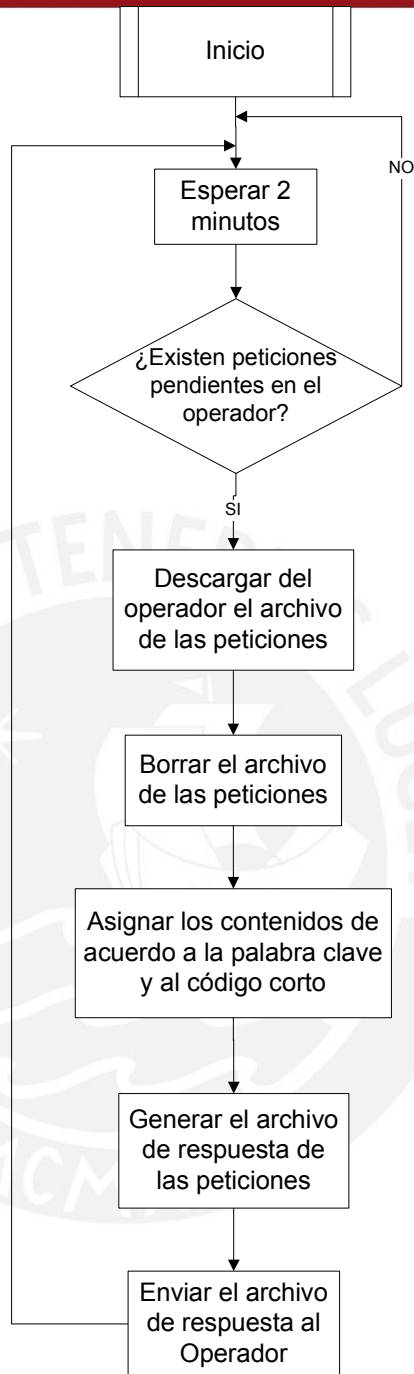 Inicio
NO
Esperar 2
minutos
¿Existen peticiones
pendientes en el
operador?
SI
Descargar del
operador el archivo
de las peticiones
Borrar el archivo
de las peticiones
Asignar los contenidos de
acuerdo a la palabra clave
y al código corto
Generar el archivo
de respuesta de
las peticiones
Enviar el archivo
de respuesta al
Operador